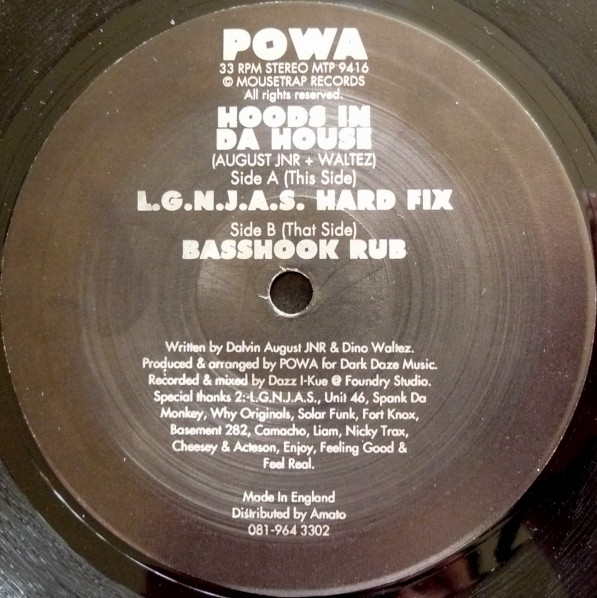 POWA
33 RPM STEREO MTP 9416
© MOUSETRAP RECORDS
All rights reserved.
HOODS IN
DA HOUSE
(AUGUST JNR + WALTEZ)
Side A (This Side)
L.G.N.J.A.S. HARD FIX
Side B (That Side)
BASSHOOK RUB
Written by Dalvin August JNR & Dino Waltez.
Produced & arranged by POWA for Dark Daze Music.
Recorded & mixed by Dazz I-Kue @ Foundry Studio.
Special thanks 2:-L.G.N.J.A.S., Unit 46, Spank Da
Monkey, Why Originals, Solar Funk, Fort Knox,
Basement 282, Camacho, Liam, Nicky Trax,
Cheesey & Acteson, Enjoy, Feeling Good &
Feel Real.
Made In England
Distributed by Amato
081-964 3302